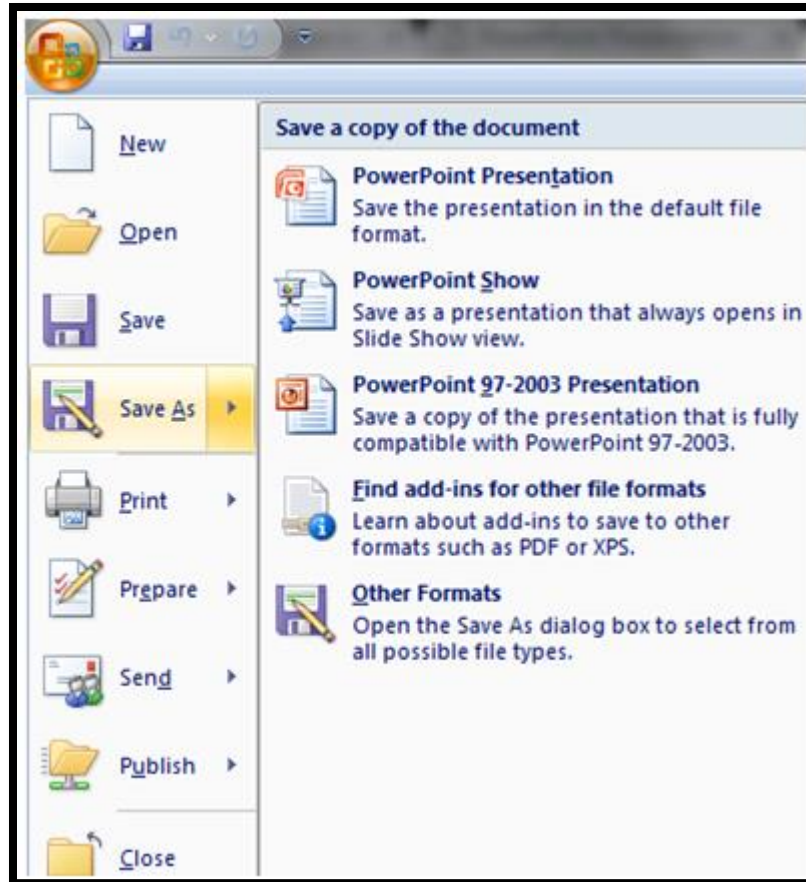 New
Open
Save
Save As
Print
Prepare
Send
Publish
Close
Save a copy of the document
PowerPoint Presentation
Save the presentation in the default file
format.
PowerPoint Show
Save as a presentation that always opens in
Slide Show view.
PowerPoint 97-2003 Presentation
Save a copy of the presentation that is fully
compatible with PowerPoint 97-2003.
Find add-ins for other file formats
Learn about add-ins to save to other
formats such as PDF or XPS.
Other Formats
Open the Save As dialog box to select from
all possible file types.